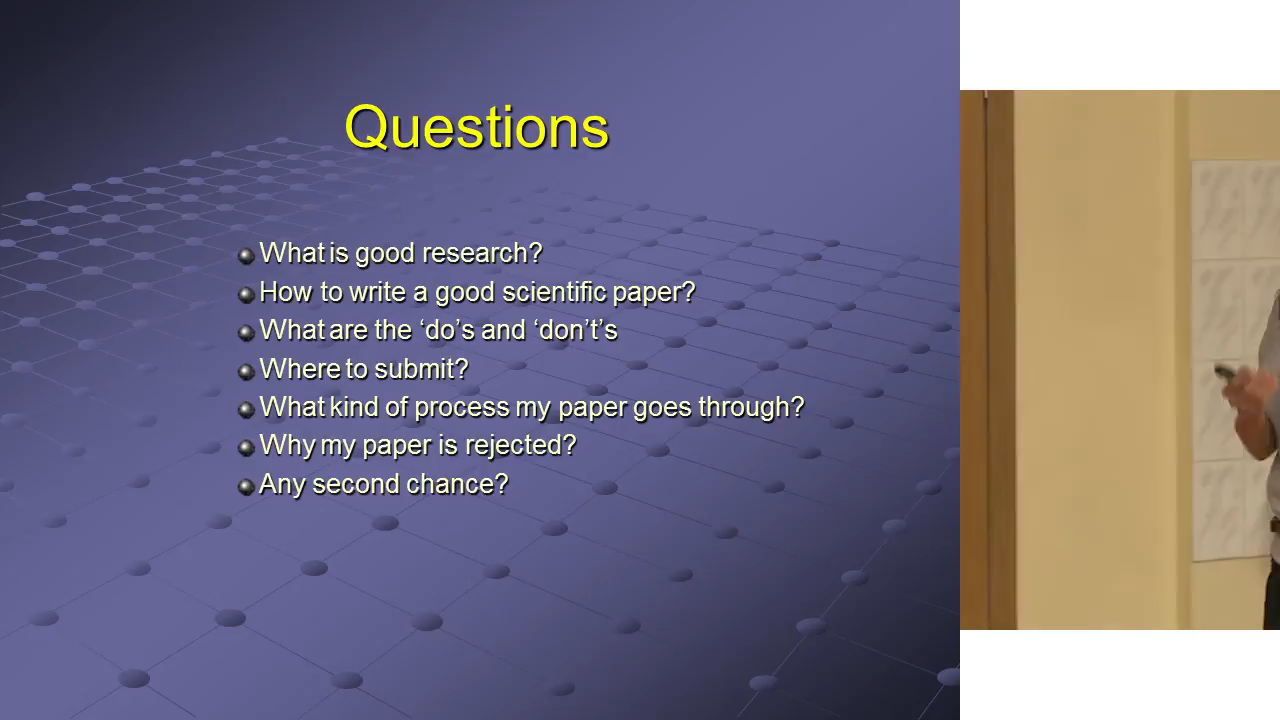 Questions
What is good research?
How to write a good scientific paper?
What are the ‘do’s and ‘don’t’s
Where to submit?
What kind of process my paper goes through?
Why my paper is rejected?
Any second chance?